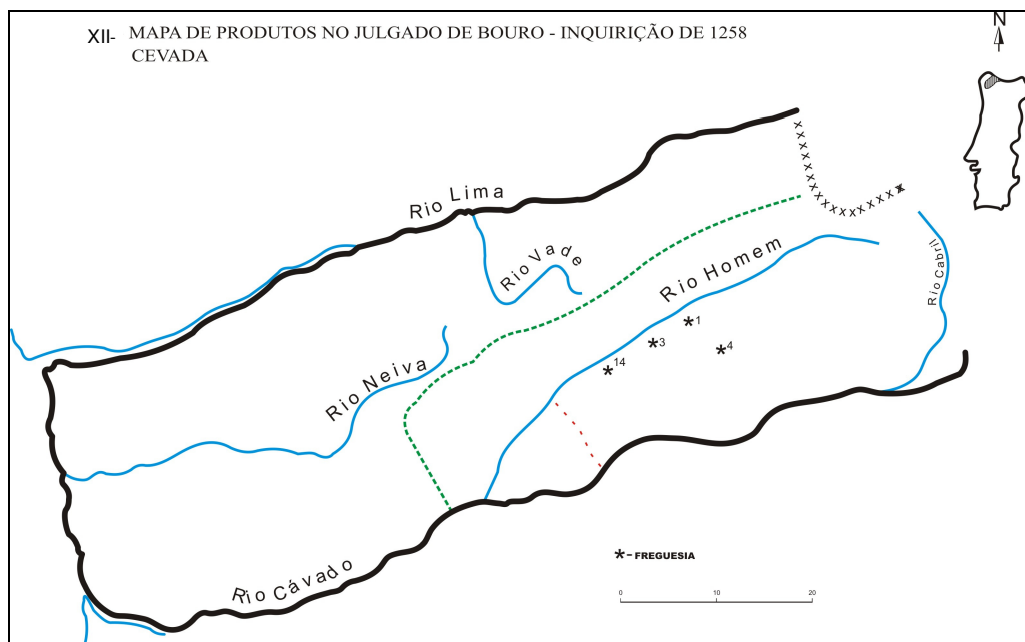 XII- MAPA DE PRODUTOS NO JULGADO DE BOURO - INQUIRIÇÃO DE 1258
CEVADA
N
Rio Lima
Rio Vade
Rio Homem
Rio Cabril
*1
*3
*4
*14
Rio Neiva
Rio Cávado
*- FREGUESIA
0 10 20